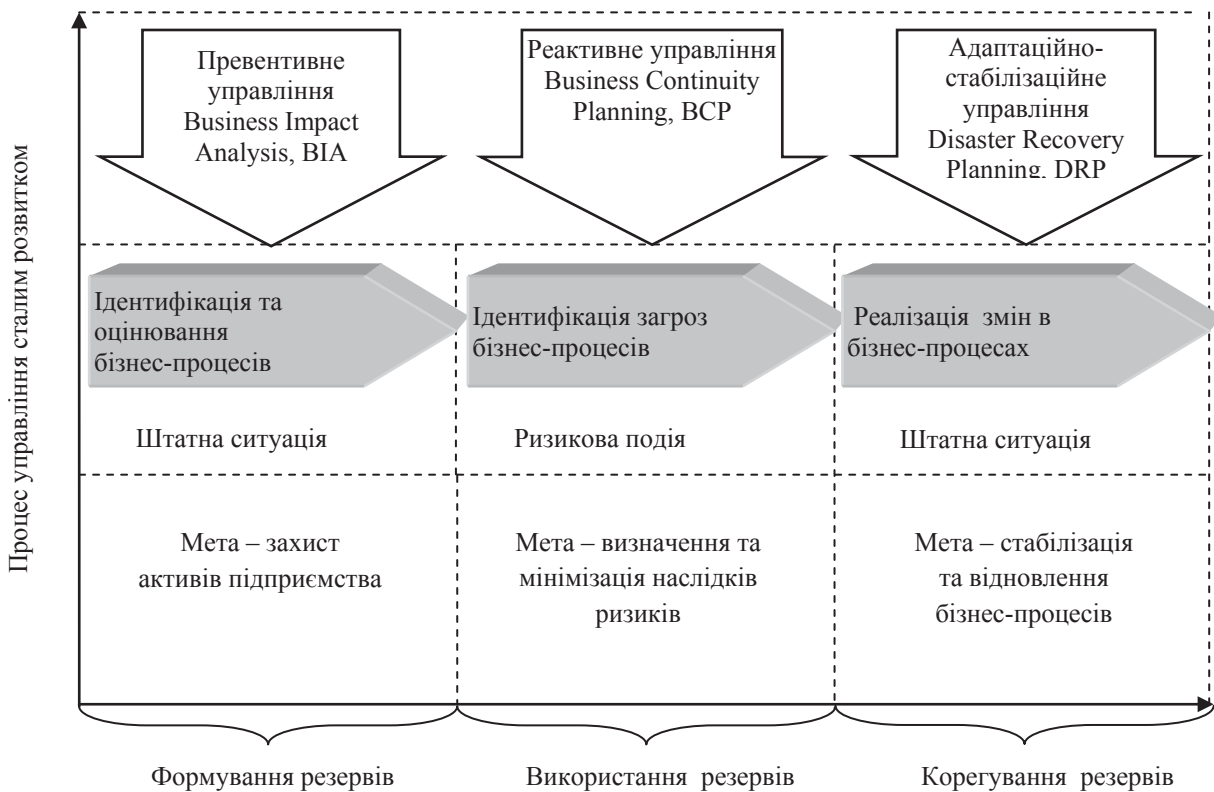 Процес управління сталим розвитком
Превентивне
управління
Business Impact
Analysis, BIA
Реактивне управління
Business Continuity
Planning, BCP
Адаптаційно-
стабілізаційне
управління
Disaster Recovery
Planning, DRP
Ідентифікація та
оцінювання
бізнес-процесів
Ідентифікація загроз
бізнес-процесів
Реалізація змін в
бізнес-процесах
Штатна ситуація
Ризикова подія
Штатна ситуація
Мета – захист
активів підприємства
Мета – визначення та
мінімізація наслідків
ризиків
Мета – стабілізація
та відновлення
бізнес-процесів
Формування резервів
Використання резервів
Корегування резервів